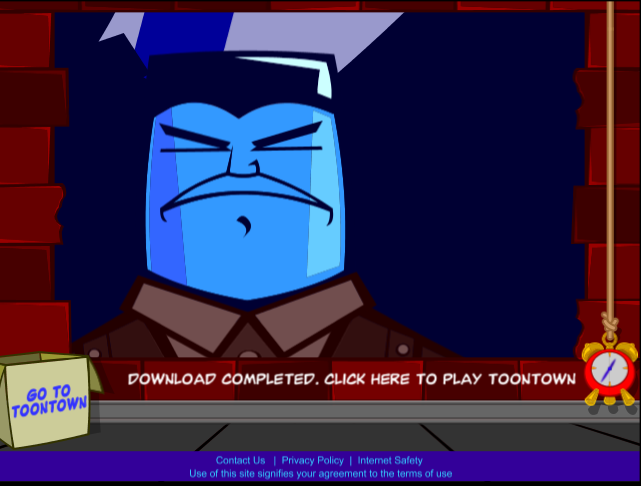 DOWNLOAD COMPLETED. CLICK HERE TO PLAY TOONTOWN
GO TO
TOONTOWN
Contact Us | Privacy Policy | Internet Safety
Use of this site signifies your agreement to the terms of use